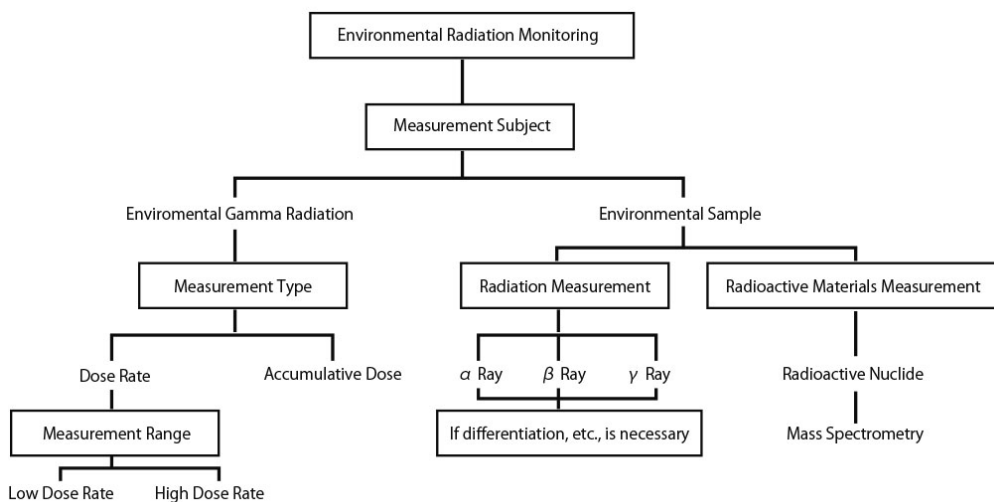 Environmental Radiation Monitoring
Measurement Subject
Enviromental Gamma Radiation
Environmental Sample
Measurement Type
Radiation Measurement
Radioactive Materials Measurement
Dose Rate
Accumulative Dose
α Ray
β Ray
γ Ray
Radioactive Nuclide
Measurement Range
If differentiation, etc., is necessary
Mass Spectrometry
Low Dose Rate
High Dose Rate